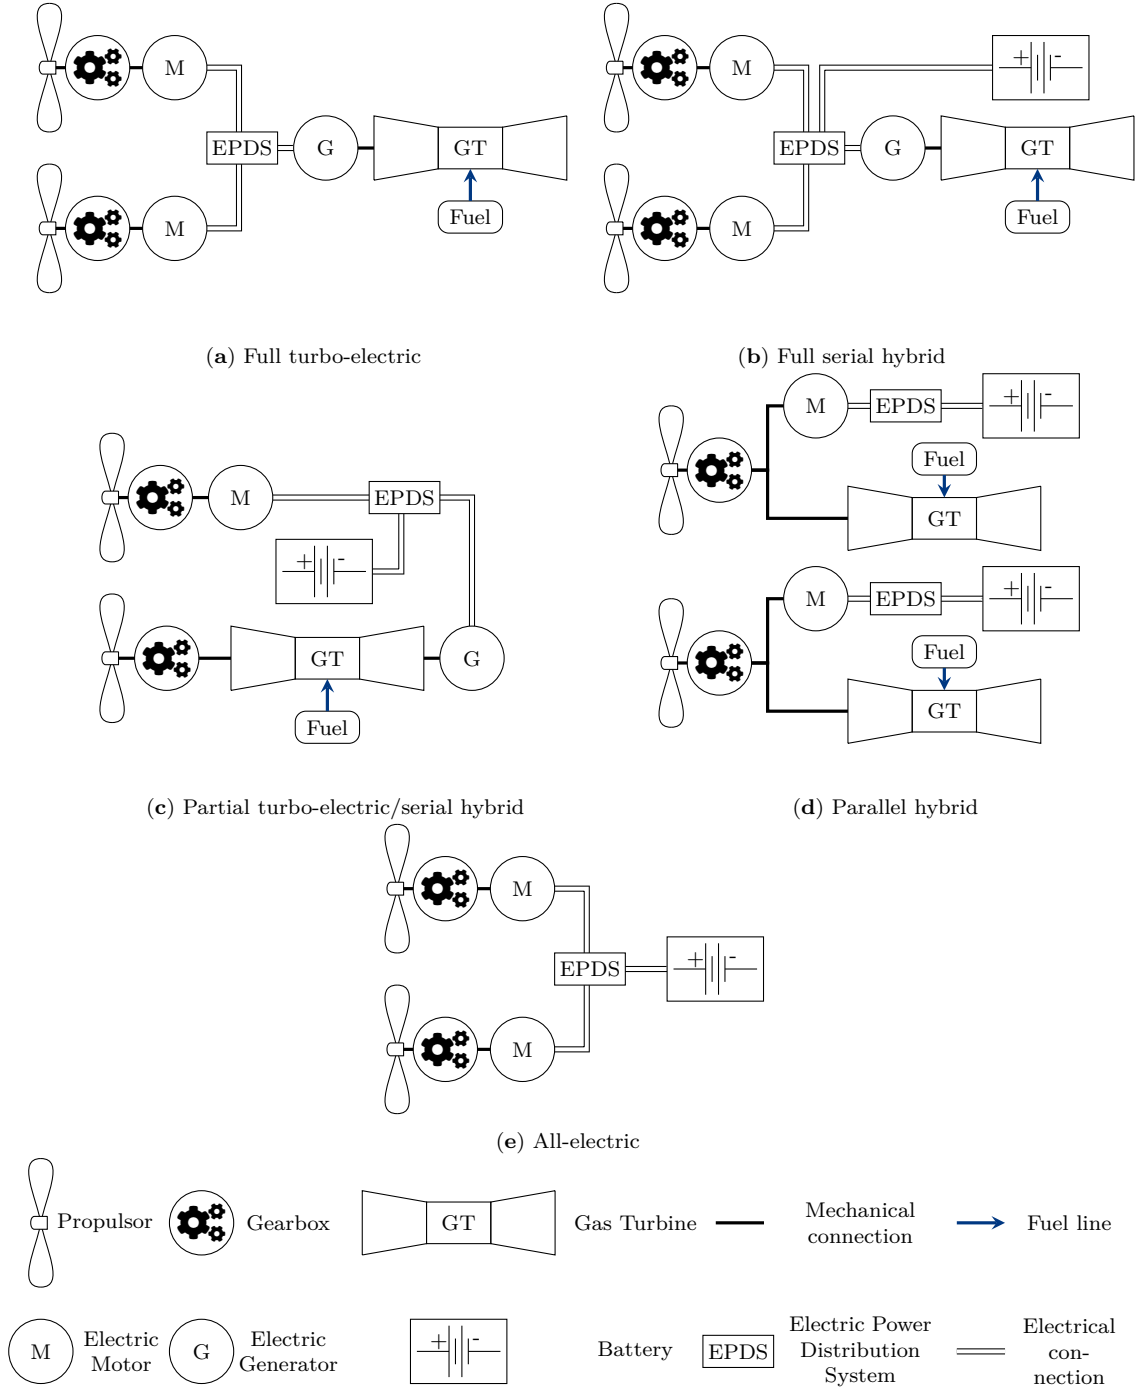 M
EPDS
G
GT
M
Fuel
(a) Full turbo-electric
M
+ -
EPDS
G
GT
M
Fuel
(b) Full serial hybrid
M
EPDS
+ -
GT
G
Fuel
(c) Partial turbo-electric/serial hybrid
M
EPDS
+ -
Fuel
GT
M
EPDS
+ -
Fuel
GT
(d) Parallel hybrid
M
EPDS
+ -
M
(e) All-electric
Propulsor
Gearbox
GT
Gas Turbine
Mechanical
connection
Fuel line
M
Electric
Motor
G
Electric
Generator
+ -
Battery
EPDS
Electric Power
Distribution
System
Electrical
con-
nection